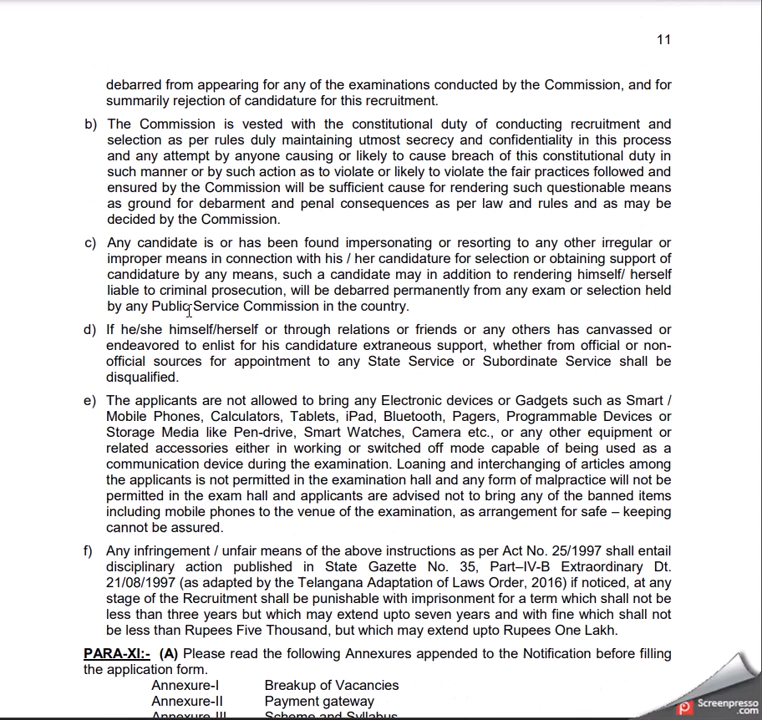 11
debarred from appearing for any of the examinations conducted by the Commission, and for
summarily rejection of candidature for this recruitment.
b) The Commission is vested with the constitutional duty of conducting recruitment and
selection as per rules duly maintaining utmost secrecy and confidentiality in this process
and any attempt by anyone causing or likely to cause breach of this constitutional duty in
such manner or by such action as to violate or likely to violate the fair practices followed and
ensured by the Commission will be sufficient cause for rendering such questionable means
as ground for debarment and penal consequences as per law and rules and as may be
decided by the Commission.
c) Any candidate is or has been found impersonating or resorting to any other irregular or
improper means in connection with his / her candidature for selection or obtaining support of
candidature by any means, such a candidate may in addition to rendering himself/ herself
liable to criminal prosecution, will be debarred permanently from any exam or selection held
by any Public Service Commission in the country.
d) If he/she himself/herself or through relations or friends or any others has canvassed or
endeavored to enlist for his candidature extraneous support, whether from official or non-
official sources for appointment to any State Service or Subordinate Service shall be
disqualified.
e) The applicants are not allowed to bring any Electronic devices or Gadgets such as Smart /
Mobile Phones, Calculators, Tablets, iPad, Bluetooth, Pagers, Programmable Devices or
Storage Media like Pen-drive, Smart Watches, Camera etc., or any other equipment or
related accessories either in working or switched off mode capable of being used as a
communication device during the examination. Loaning and interchanging of articles among
the applicants is not permitted in the examination hall and any form of malpractice will not be
permitted in the exam hall and applicants are advised not to bring any of the banned items
including mobile phones to the venue of the examination, as arrangement for safe – keeping
cannot be assured.
f) Any infringement / unfair means of the above instructions as per Act No. 25/1997 shall entail
disciplinary action published in State Gazette No. 35, Part–IV-B Extraordinary Dt.
21/08/1997 (as adapted by the Telangana Adaptation of Laws Order, 2016) if noticed, at any
stage of the Recruitment shall be punishable with imprisonment for a term which shall not be
less than three years but which may extend upto seven years and with fine which shall not
be less than Rupees Five Thousand, but which may extend upto Rupees One Lakh.
PARA-XI:- (A) Please read the following Annexures appended to the Notification before filling
the application form.
Annexure-I Breakup of Vacancies
Annexure-II Payment gateway
Annexure-III Scheme and Syllabus
Screenpresso
.com